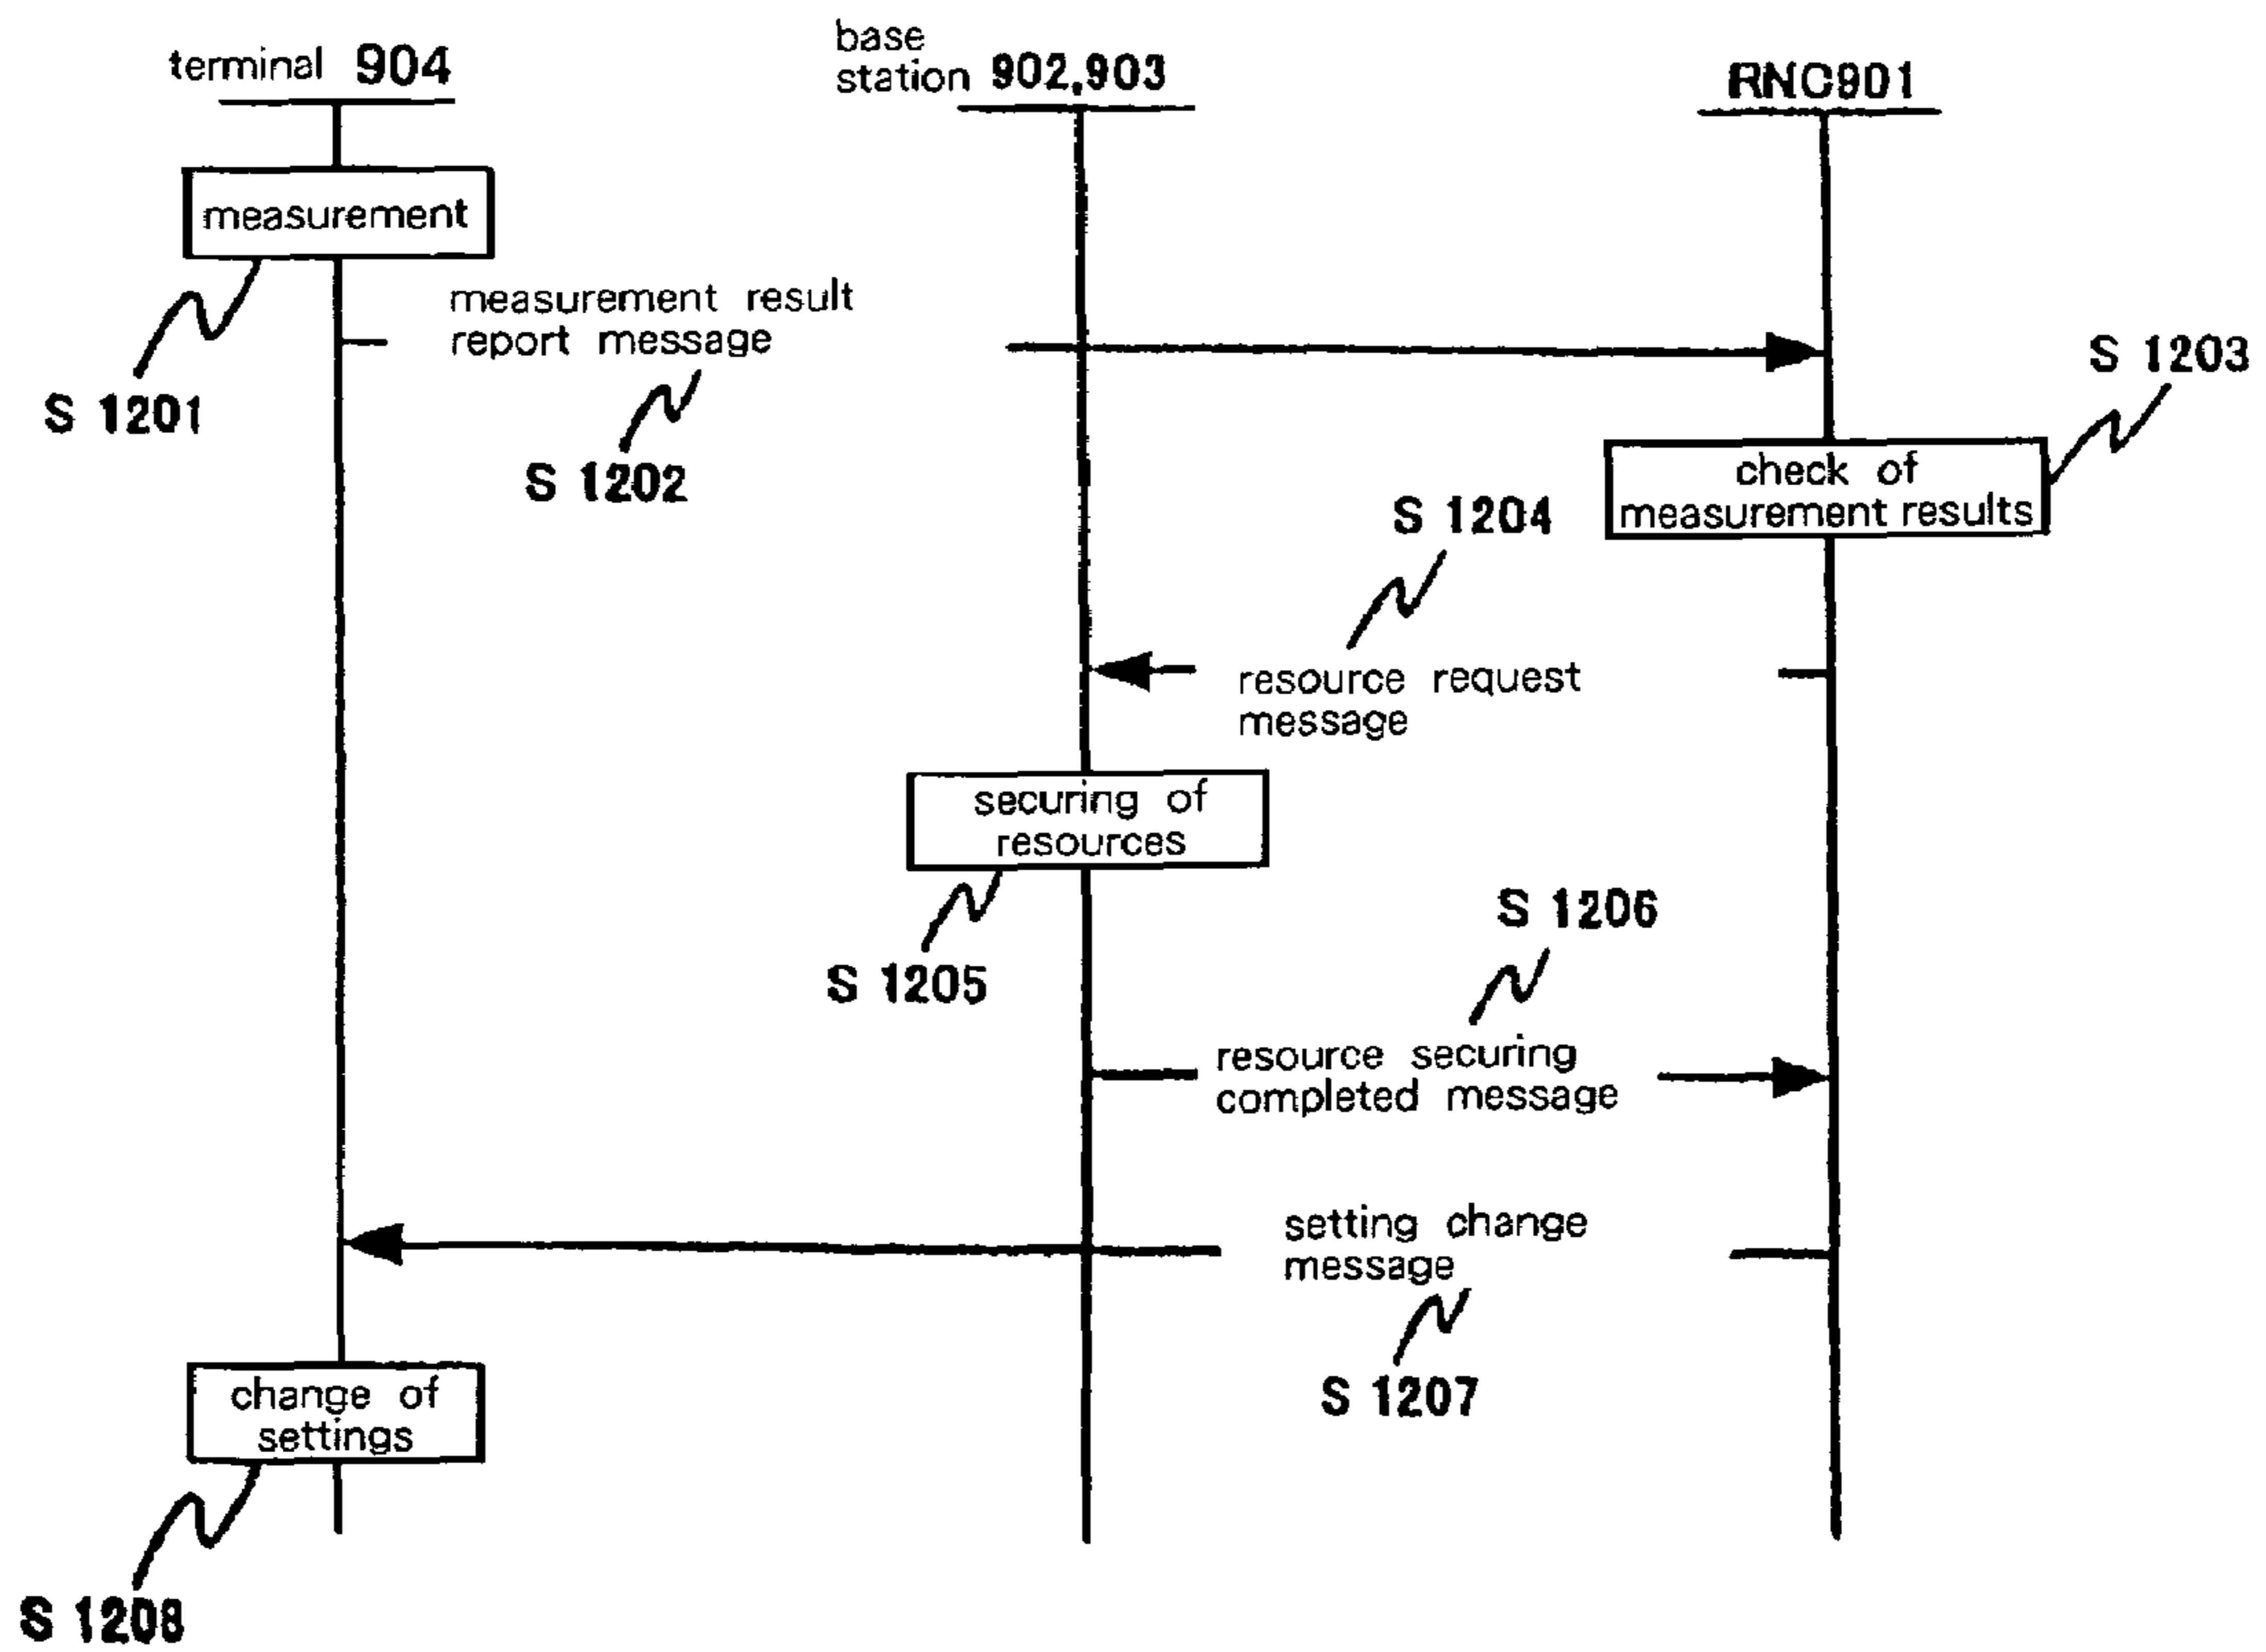 terminal 904
base
station 902,903
RNC901
measurement
measurement result
report message
S 1201
S 1202
S 1203
check of
measurement results
S 1204
resource request
message
securing of
resources
S 1205
S 1206
resource securing
completed message
setting change
message
S 1207
change of
settings
S 1208